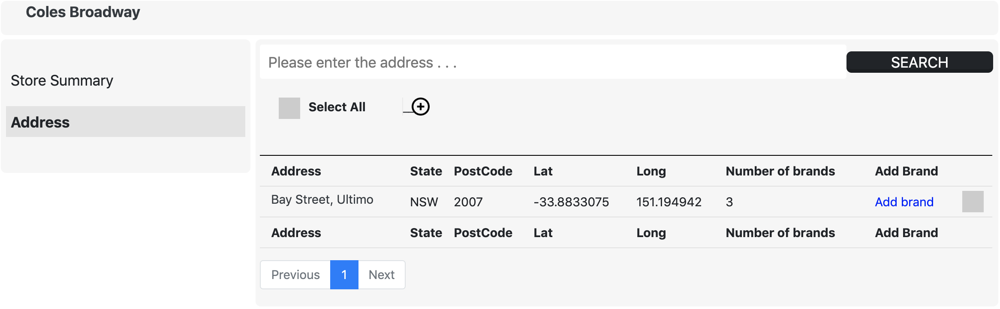 Coles Broadway
Store Summary
Address
Please enter the address . . .
SEARCH
Select All
Address State PostCode Lat Long Number of brands Add Brand
Bay Street, Ultimo NSW 2007 -33.8833075 151.194942 3 Add brand
Address State PostCode Lat Long Number of brands Add Brand
Previous 1 Next